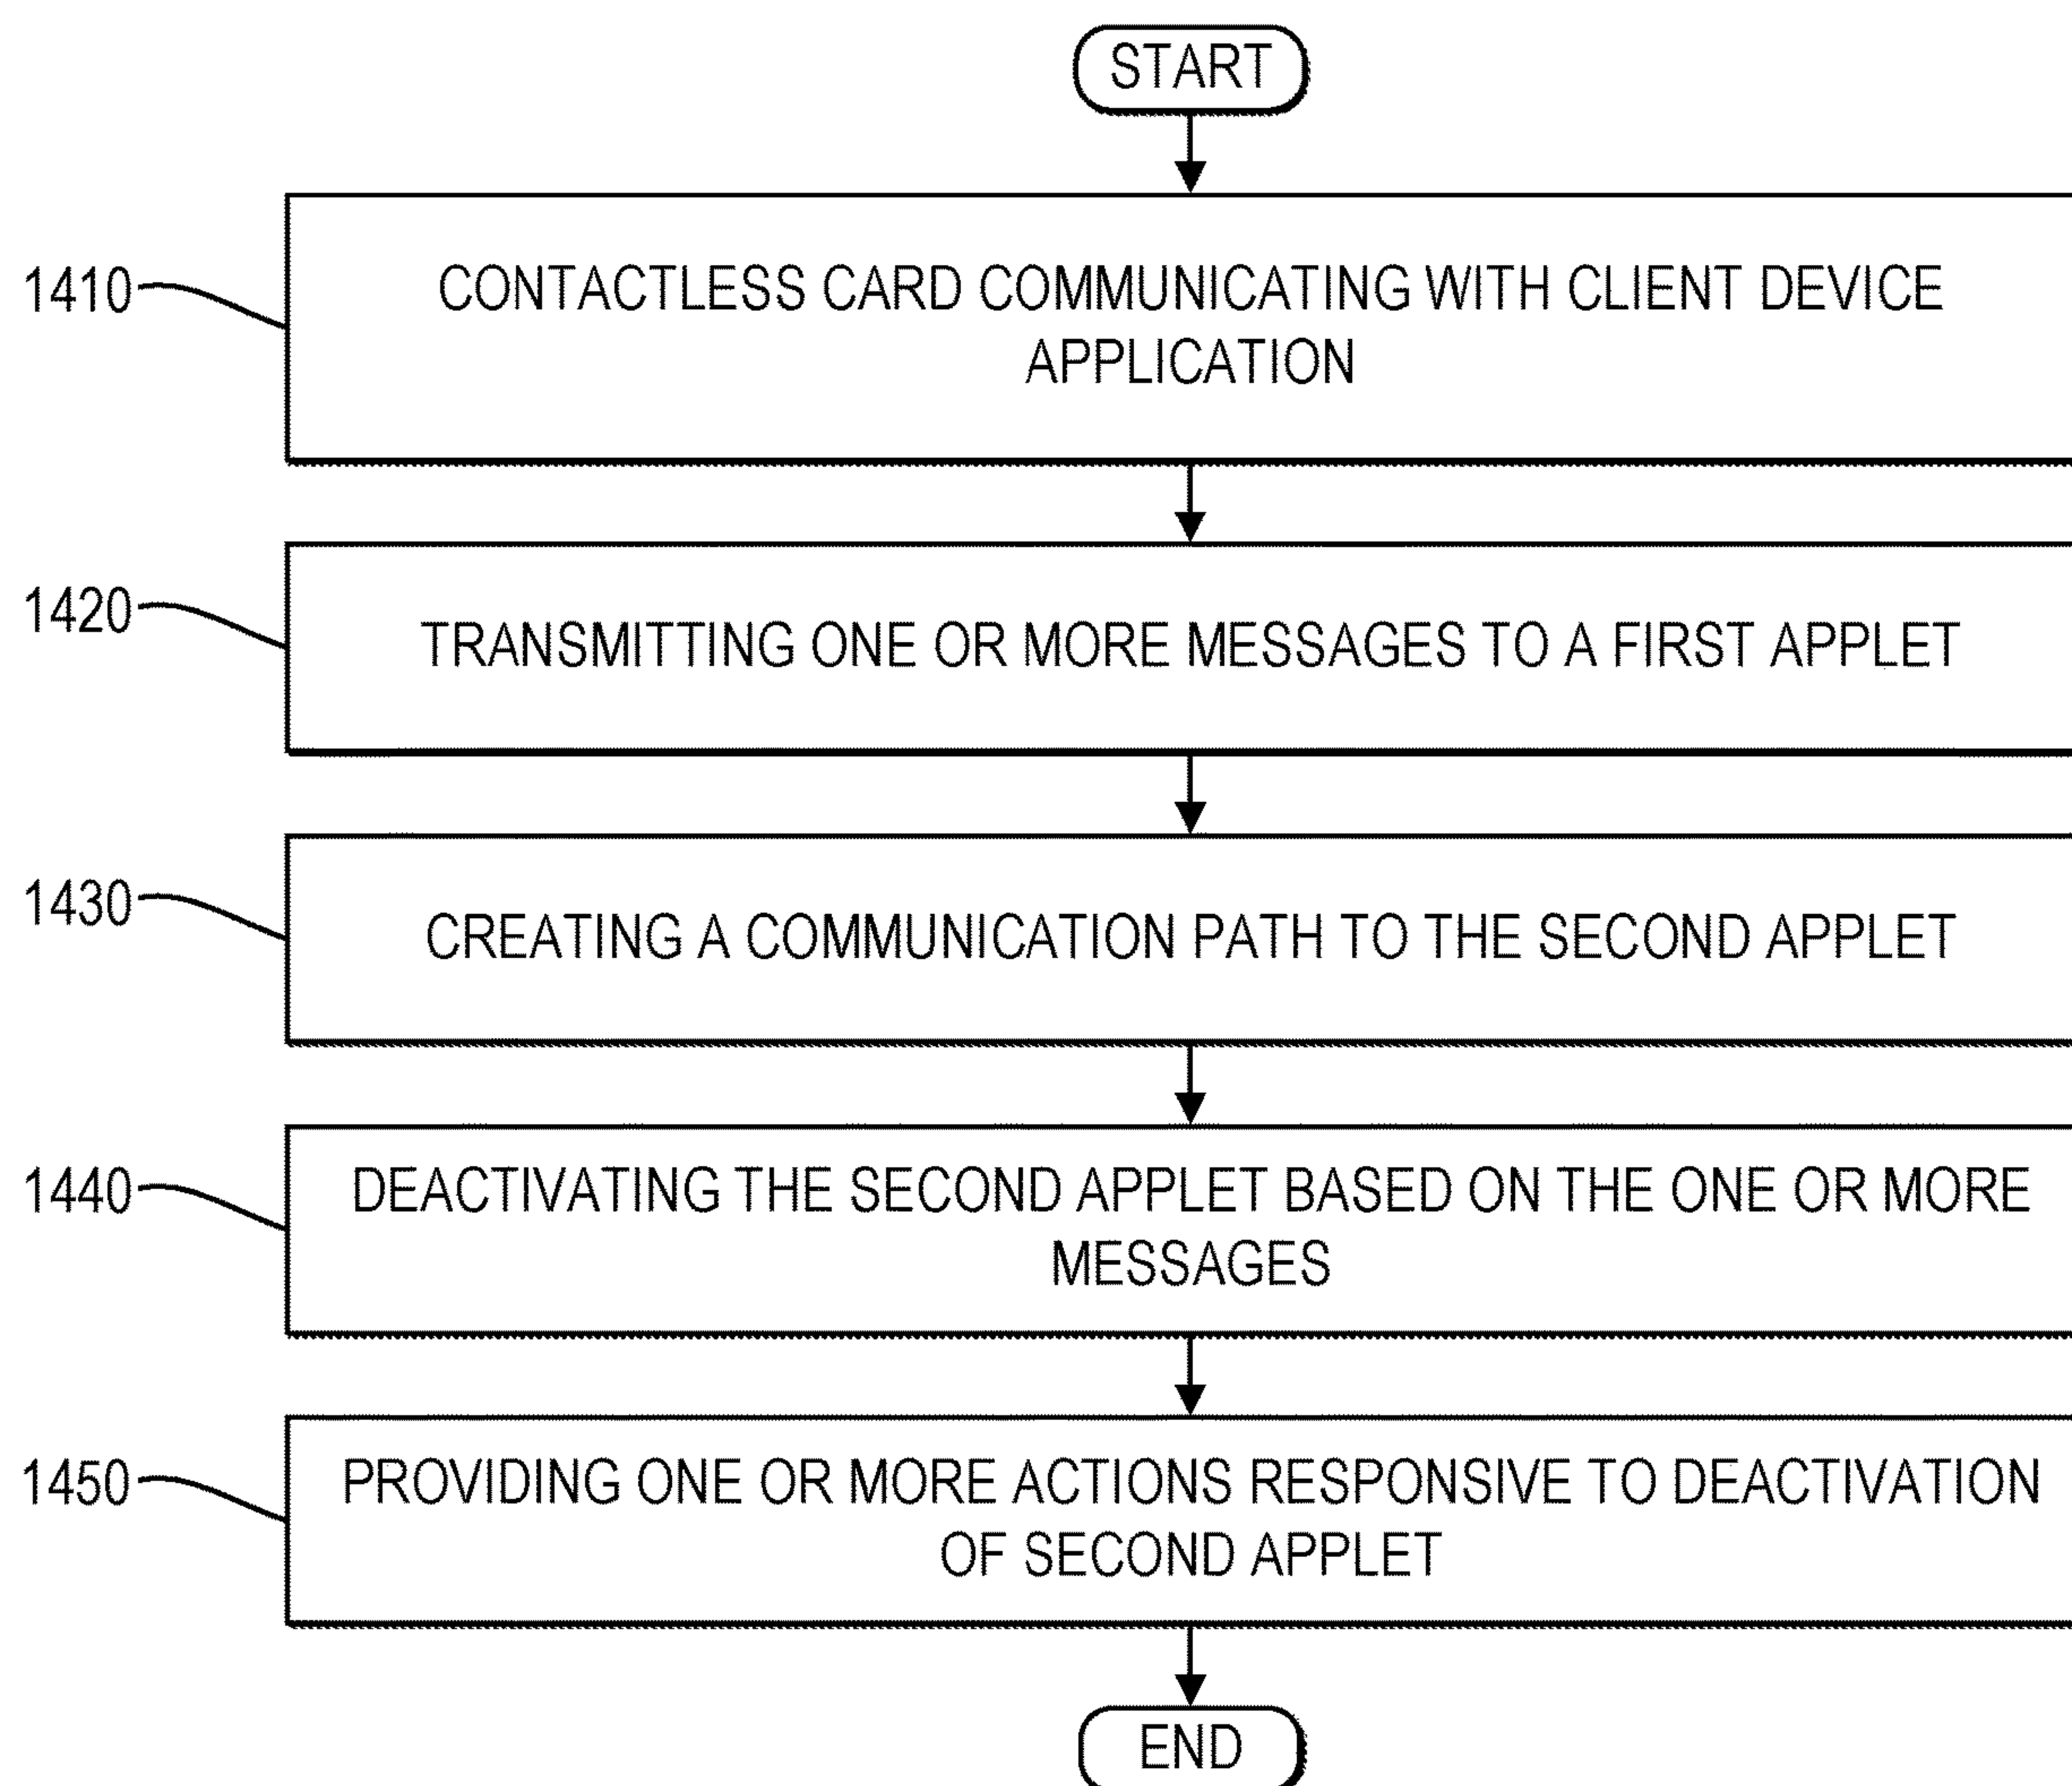 START
1410
CONTACTLESS CARD COMMUNICATING WITH CLIENT DEVICE
APPLICATION
1420
TRANSMITTING ONE OR MORE MESSAGES TO A FIRST APPLET
1430
CREATING A COMMUNICATION PATH TO THE SECOND APPLET
1440
DEACTIVATING THE SECOND APPLET BASED ON THE ONE OR MORE
MESSAGES
1450
PROVIDING ONE OR MORE ACTIONS RESPONSIVE TO DEACTIVATION
OF SECOND APPLET
END